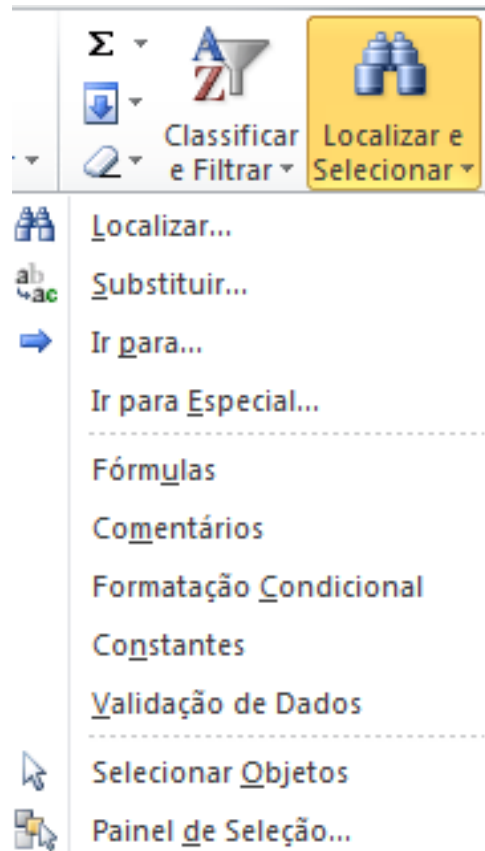 Σ
Classificar
e Filtrar
Localizar e
Selecionar
Localizar...
Substituir...
Ir para...
Ir para Especial...
Fórmulas
Comentários
Formatação Condicional
Constantes
Validação de Dados
Selecionar Objetos
Painel de Seleção...